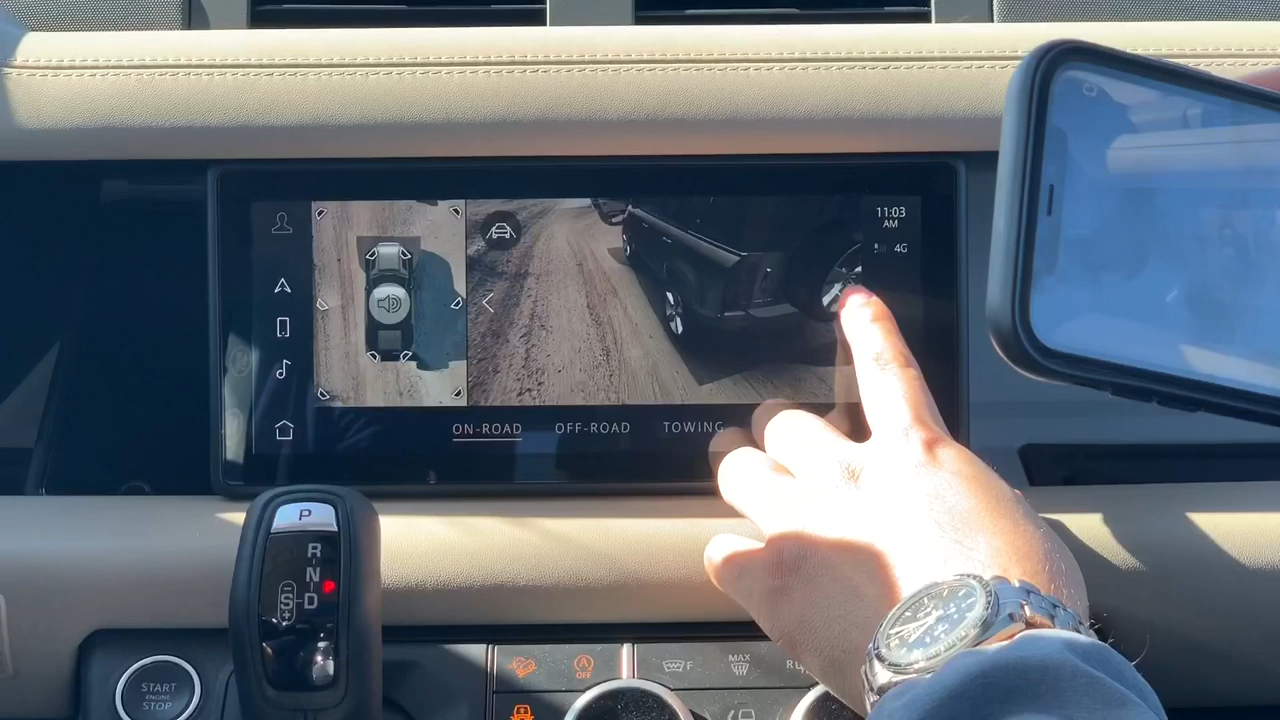 11:03
AM
4G
ON-ROAD
OFF-ROAD
TOWING
P
R
N
S
D
START
ENGINE
STOP
A
OFF
F
MAX